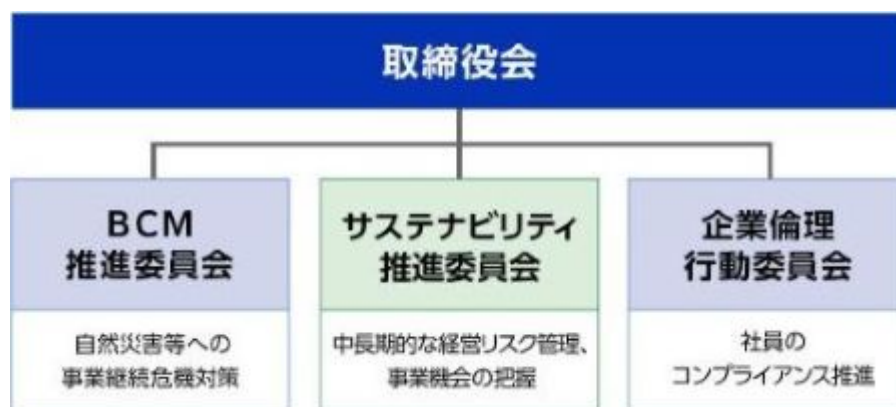 取締役会
BCM
推進委員会
自然災害等への
事業継続危機対策
サステナビリティ
推進委員会
中長期的な経営リスク管理、
事業機会の把握
企業倫理
行動委員会
社員の
コンプライアンス推進